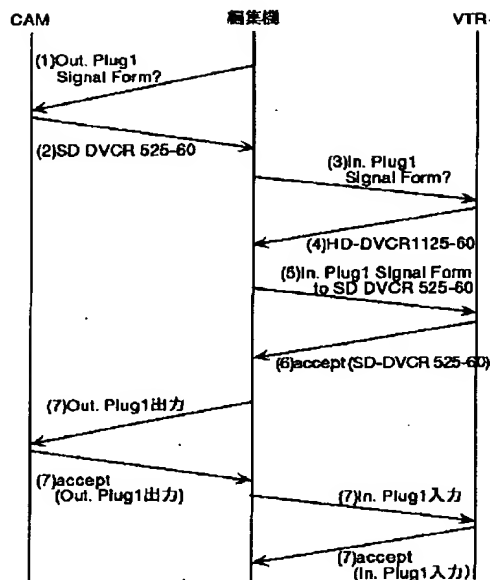 CAM
編集機
VTR
(1)Out. Plug1
Signal Form?
(2)SD DVCR 525-60
(3)In. Plug1
Signal Form?
(4)HD-DVCR1125-60
(5)In. Plug1 Signal Form
to SD DVCR 525-60
(6)accept(SD-DVCR 525-60)
(7)Out. Plug1出力
(7)accept
(Out. Plug1出力)
(7)In. Plug1入力
(7)accept
(In. Plug1入力)